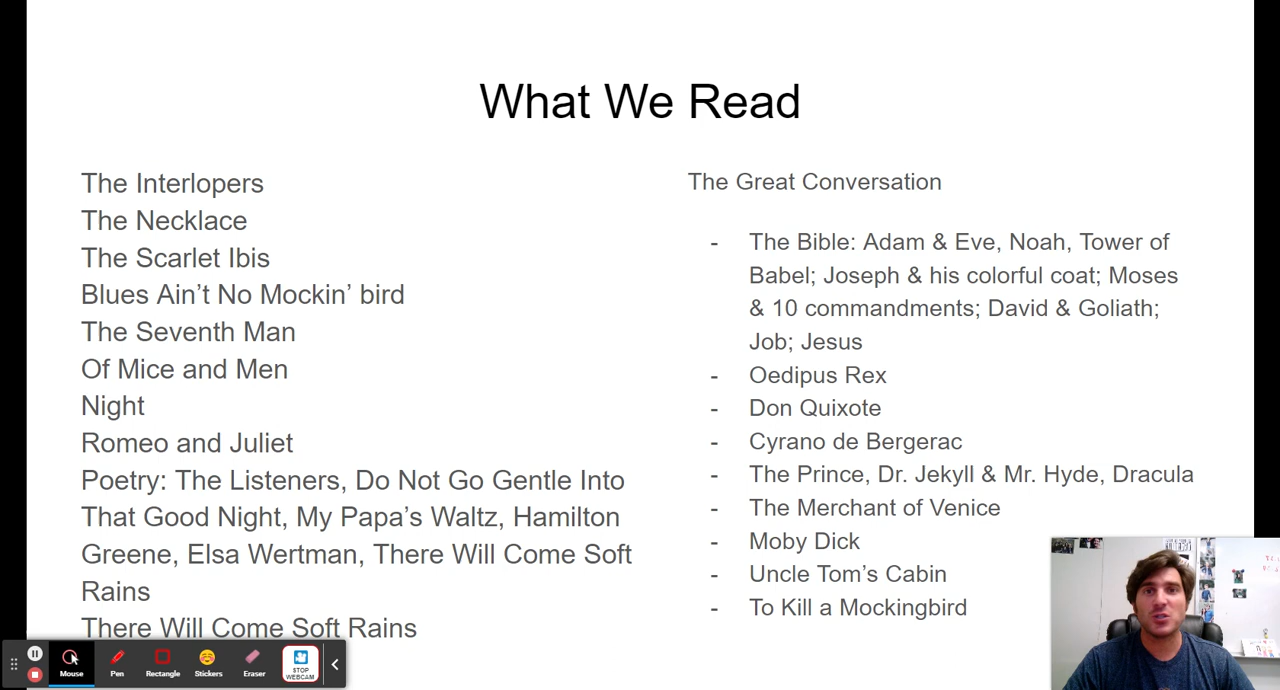 What We Read
The Interlopers
The Necklace
The Scarlet Ibis
Blues Ain’t No Mockin’ bird
The Seventh Man
Of Mice and Men
Night
Romeo and Juliet
Poetry: The Listeners, Do Not Go Gentle Into
That Good Night, My Papa’s Waltz, Hamilton
Greene, Elsa Wertman, There Will Come Soft
Rains
There Will Come Soft Rains
The Great Conversation
- The Bible: Adam & Eve, Noah, Tower of
Babel; Joseph & his colorful coat; Moses
& 10 commandments; David & Goliath;
Job; Jesus
- Oedipus Rex
- Don Quixote
- Cyrano de Bergerac
- The Prince, Dr. Jekyll & Mr. Hyde, Dracula
- The Merchant of Venice
- Moby Dick
- Uncle Tom’s Cabin
- To Kill a Mockingbird
Mouse
Pen
Rectangle
Stickers
Eraser
STOP
WEBCAM